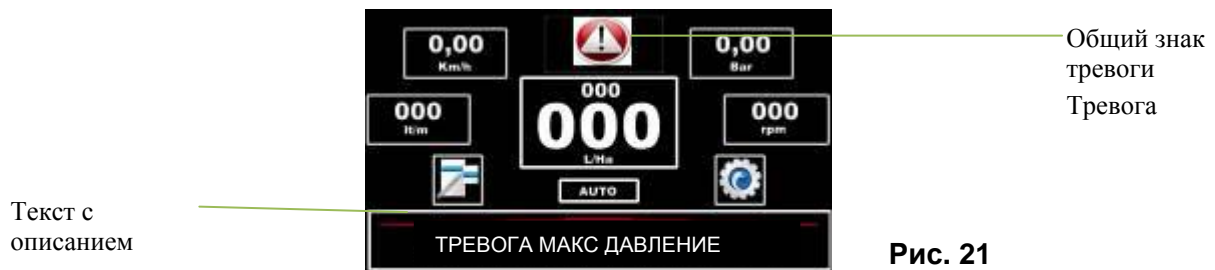 0,00
Km/h
0,00
Bar
Общий знак
тревоги
Тревога
000
lt/m
000
000
L/Ha
000
rpm
AUTO
Текст с
описанием
ТРЕВОГА МАКС ДАВЛЕНИЕ
Рис. 21